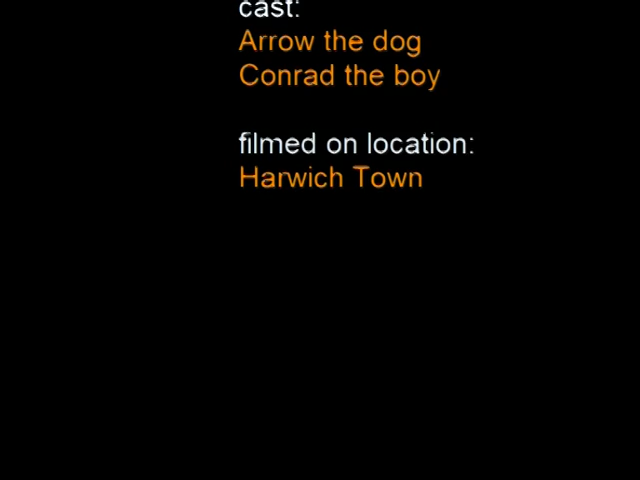 cast:
Arrow the dog
Conrad the boy
filmed on location:
Harwich Town